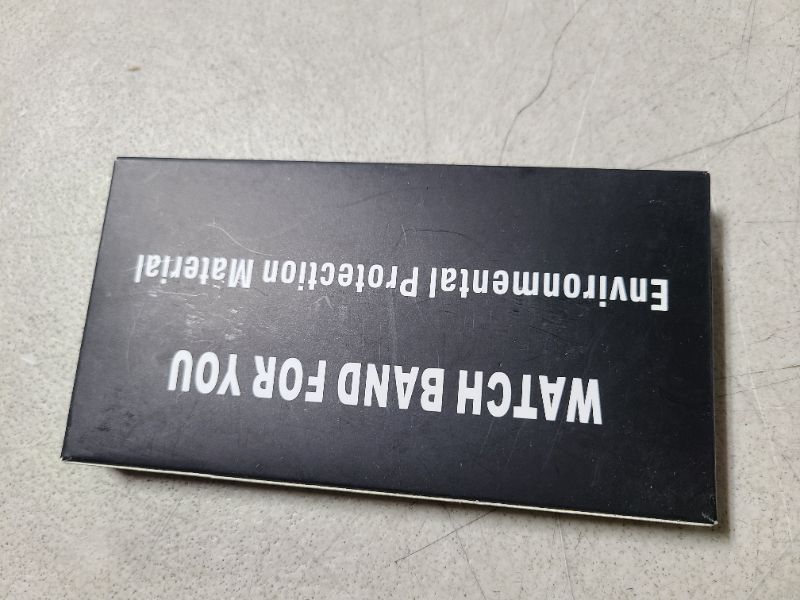 WATCH BAND FOR YOU
Environmental Protection Material